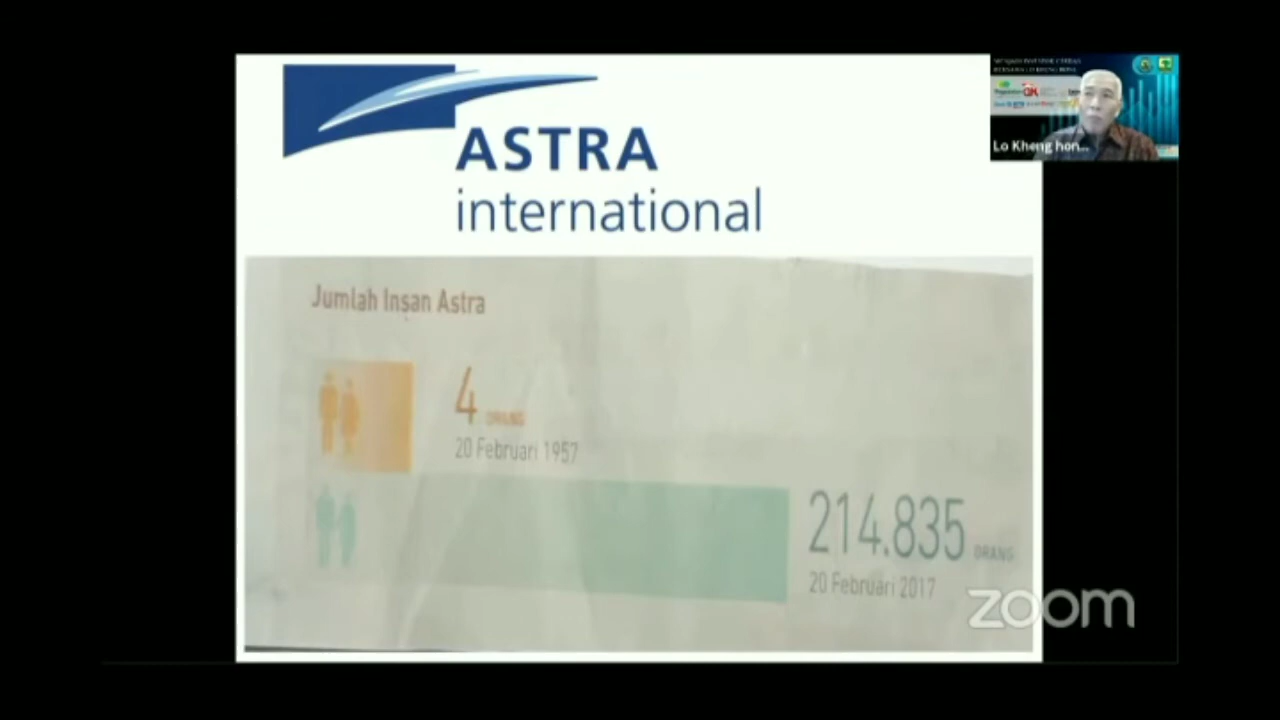 ASTRA
international
Lo Kheng hon...
Jumlah Insan Astra
4 ORANG
20 Februari 1957
214.835 ORANG
20 Februari 2017
zoom